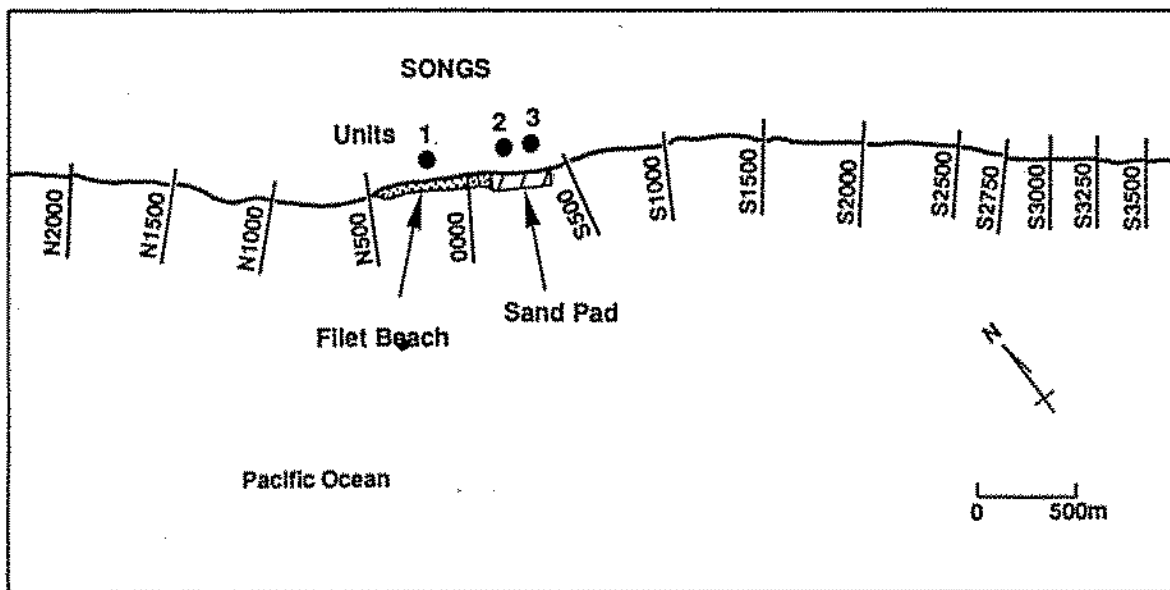 SONGS
Units 1 2 3
N2000
N1500
N1000
N500
0000
S500
S1000
S1500
S2000
S2500
S2750
S3000
S3250
S3500
Filet Beach
Sand Pad
N
Pacific Ocean
0 500m